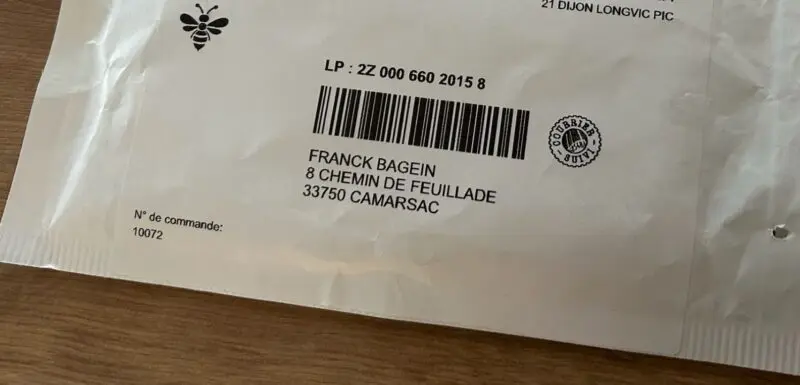 21 DIJON LONGVIC PIC
LP : 2Z 000 660 2015 8
COURRIER SUIVI
FRANCK BAGEIN
8 CHEMIN DE FEUILLADE
33750 CAMARSAC
N° de commande:
10072